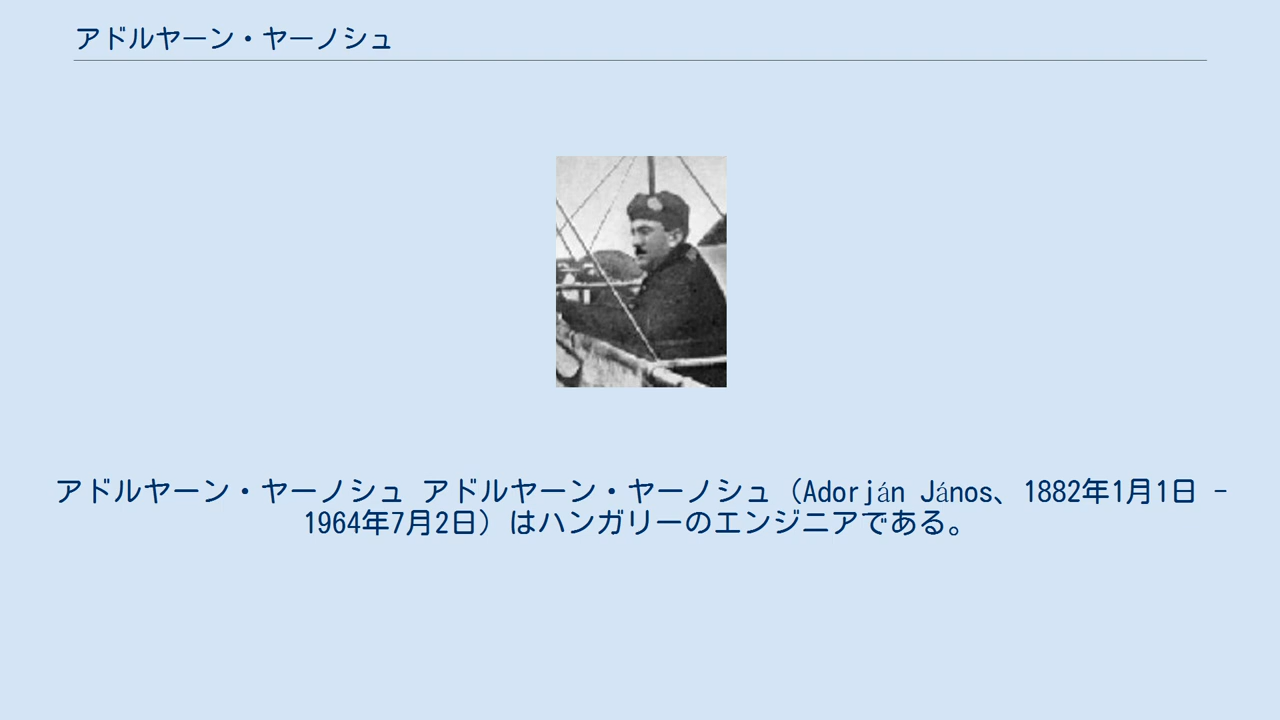 アドルヤーン・ヤーノシュ
アドルヤーン・ヤーノシュ アドルヤーン・ヤーノシュ（Adorján János、1882年1月1日 -
1964年7月2日）はハンガリーのエンジニアである。